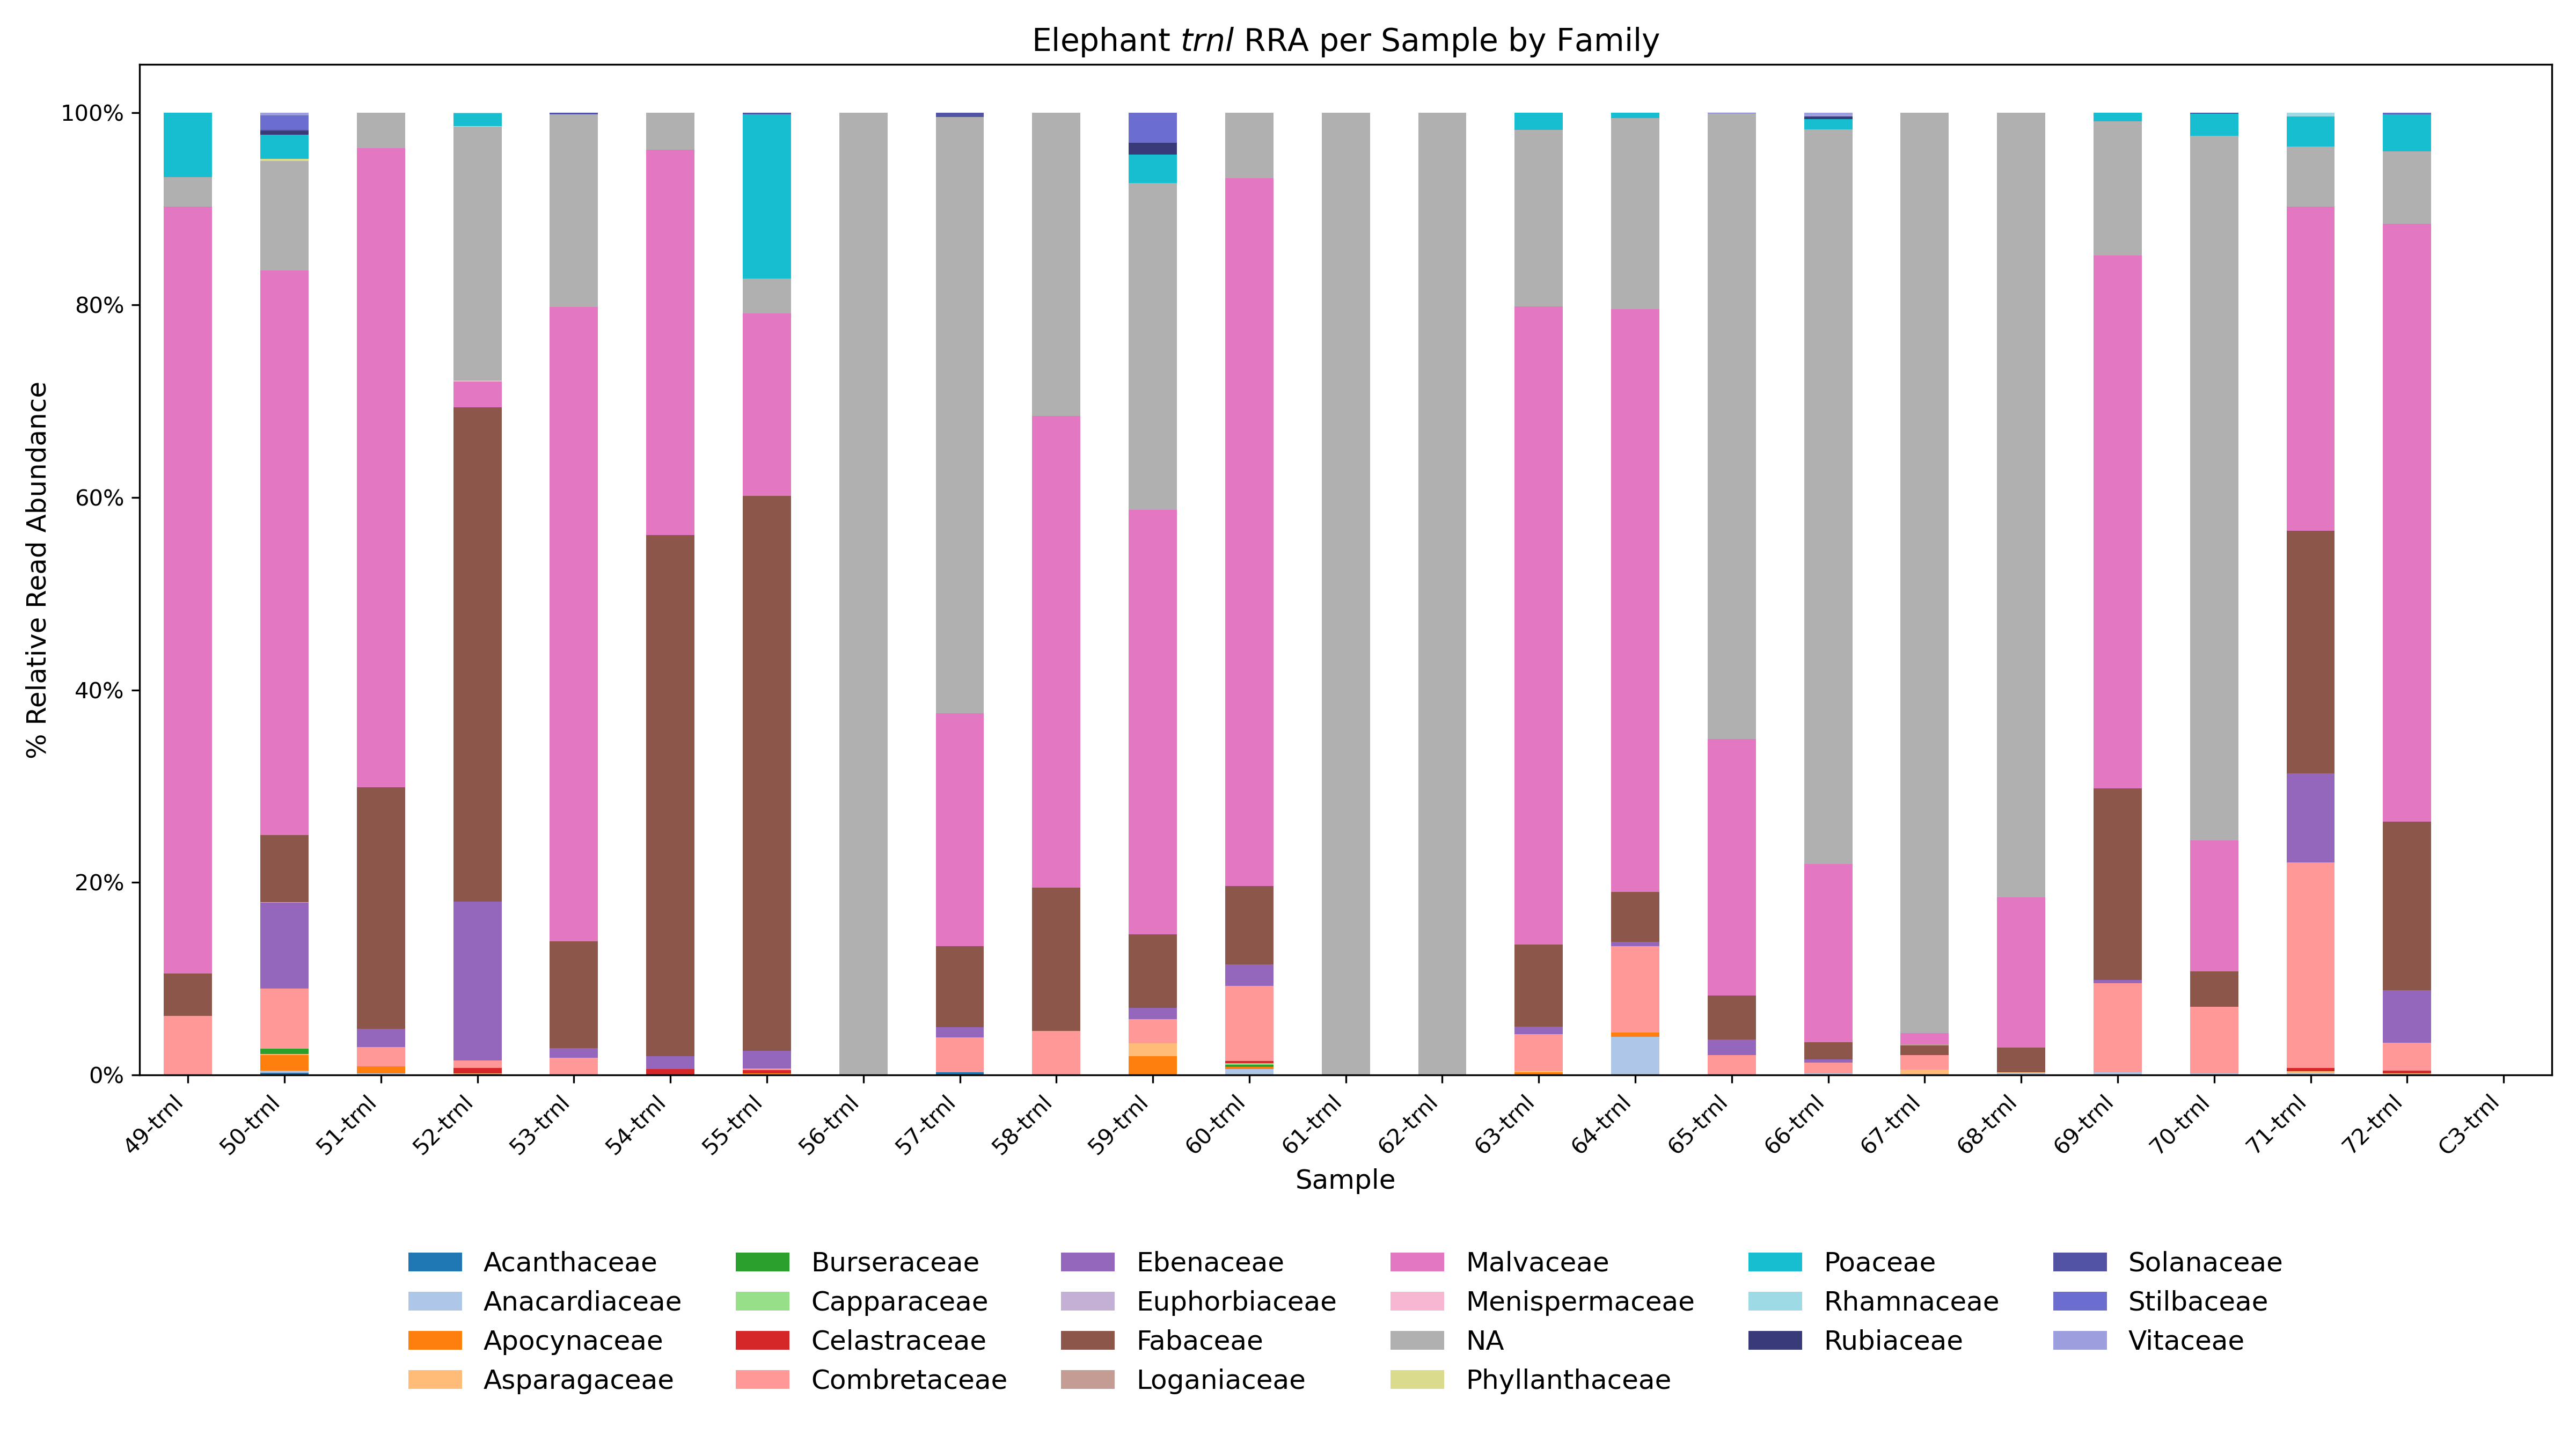 Elephant trnl RRA per Sample by Family
% Relative Read Abundance
100%
80%
60%
40%
20%
0%
49-trnl
50-trnl
51-trnl
52-trnl
53-trnl
54-trnl
55-trnl
56-trnl
57-trnl
58-trnl
59-trnl
60-trnl
61-trnl
62-trnl
63-trnl
64-trnl
65-trnl
66-trnl
67-trnl
68-trnl
69-trnl
70-trnl
71-trnl
72-trnl
C3-trnl
Sample
Acanthaceae
Anacardiaceae
Apocynaceae
Asparagaceae
Burseraceae
Capparaceae
Celastraceae
Combretaceae
Ebenaceae
Euphorbiaceae
Fabaceae
Loganiaceae
Malvaceae
Menispermaceae
NA
Phyllanthaceae
Poaceae
Rhamnaceae
Rubiaceae
Solanaceae
Stilbaceae
Vitaceae